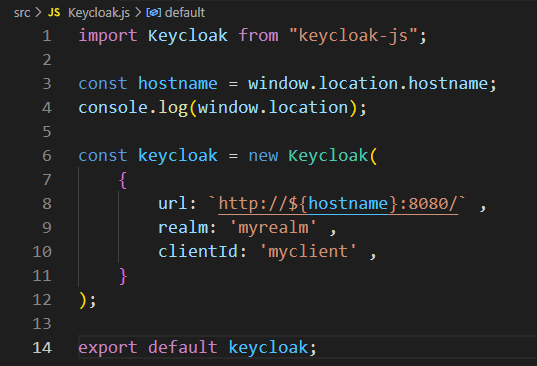 src > JS Keycloak.js > default
1 import Keycloak from "keycloak-js";
2
3 const hostname = window.location.hostname;
4 console.log(window.location);
5
6 const keycloak = new Keycloak(
7     {
8         url: `http://${hostname}:8080/` ,
9         realm: 'myrealm' ,
10         clientId: 'myclient' ,
11     }
12 );
13
14 export default keycloak;